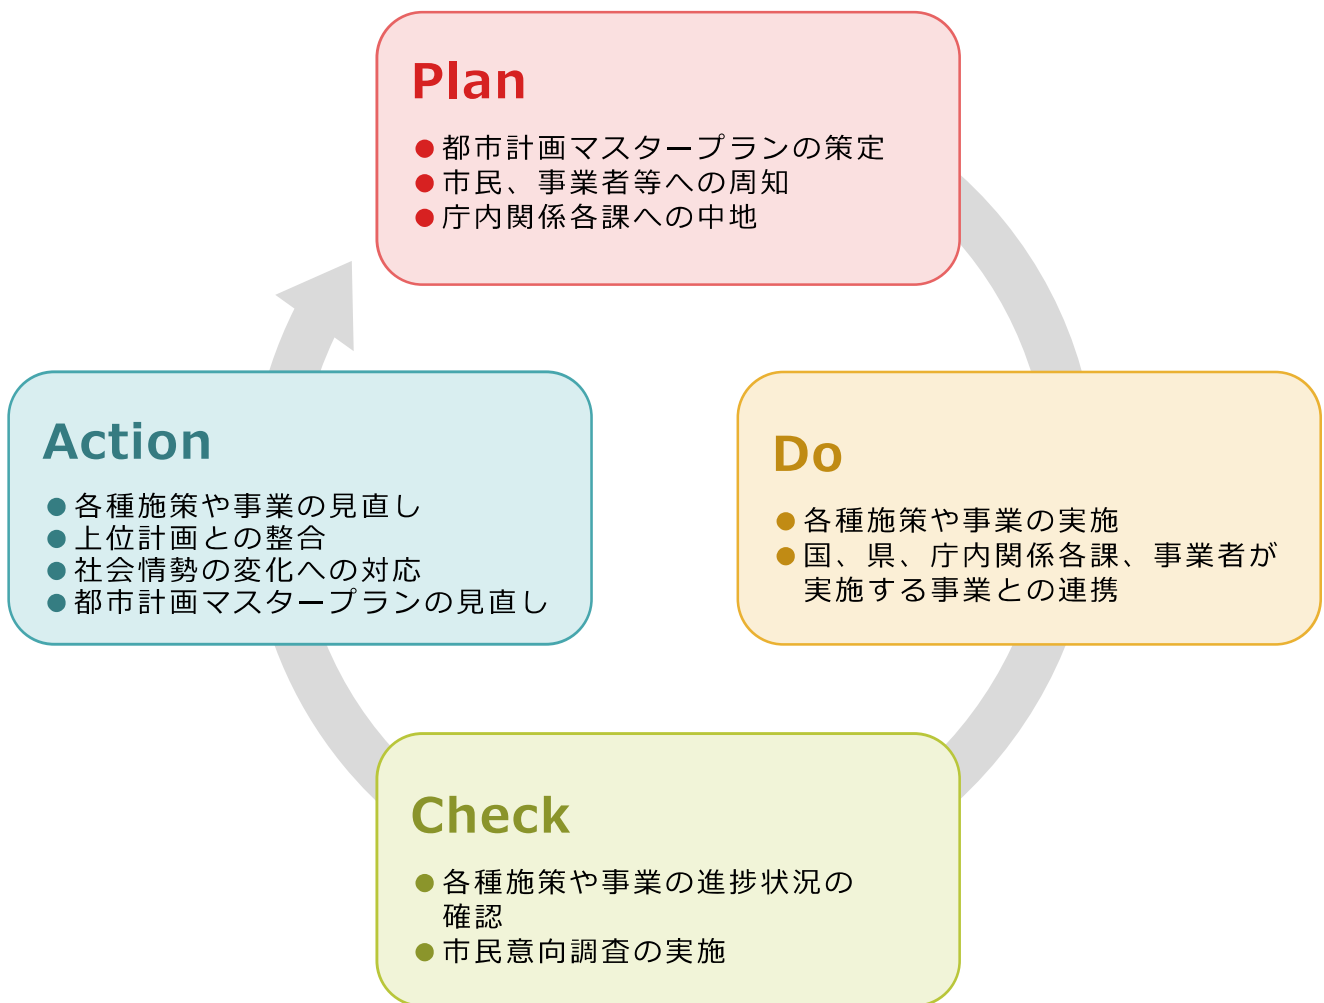 Plan
●都市計画マスタープランの策定
●市民、事業者等への周知
●庁内関係各課への中地
Do
●各種施策や事業の実施
●国、県、庁内関係各課、事業者が
実施する事業との連携
Check
●各種施策や事業の進捗状況の
確認
●市民意向調査の実施
Action
●各種施策や事業の見直し
●上位計画との整合
●社会情勢の変化への対応
●都市計画マスタープランの見直し